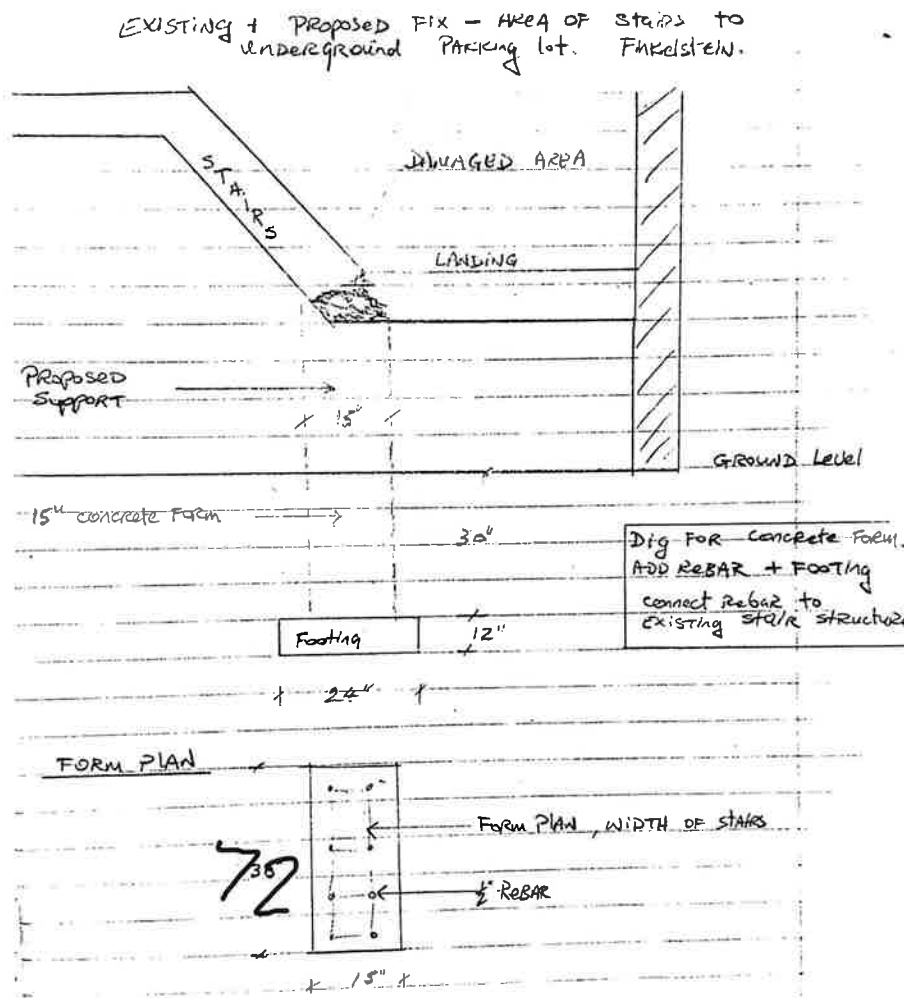 EXISTING + PROPOSED FIX - AREA OF STAIRS TO
UNDERGROUND PARKING LOT. FINKELSTEIN.
STAIRS
DAMAGED AREA
LANDING
PROPOSED
SUPPORT
15"
GROUND LEVEL
15" CONCRETE FORM
30"
DIG FOR CONCRETE FORM.
ADD REBAR + FOOTING
CONNECT REBAR TO
EXISTING STAIR STRUCTURE
Footing
12"
24"
FORM PLAN
FORM PLAN, WIDTH OF STAIRS
72
½" REBAR
15"